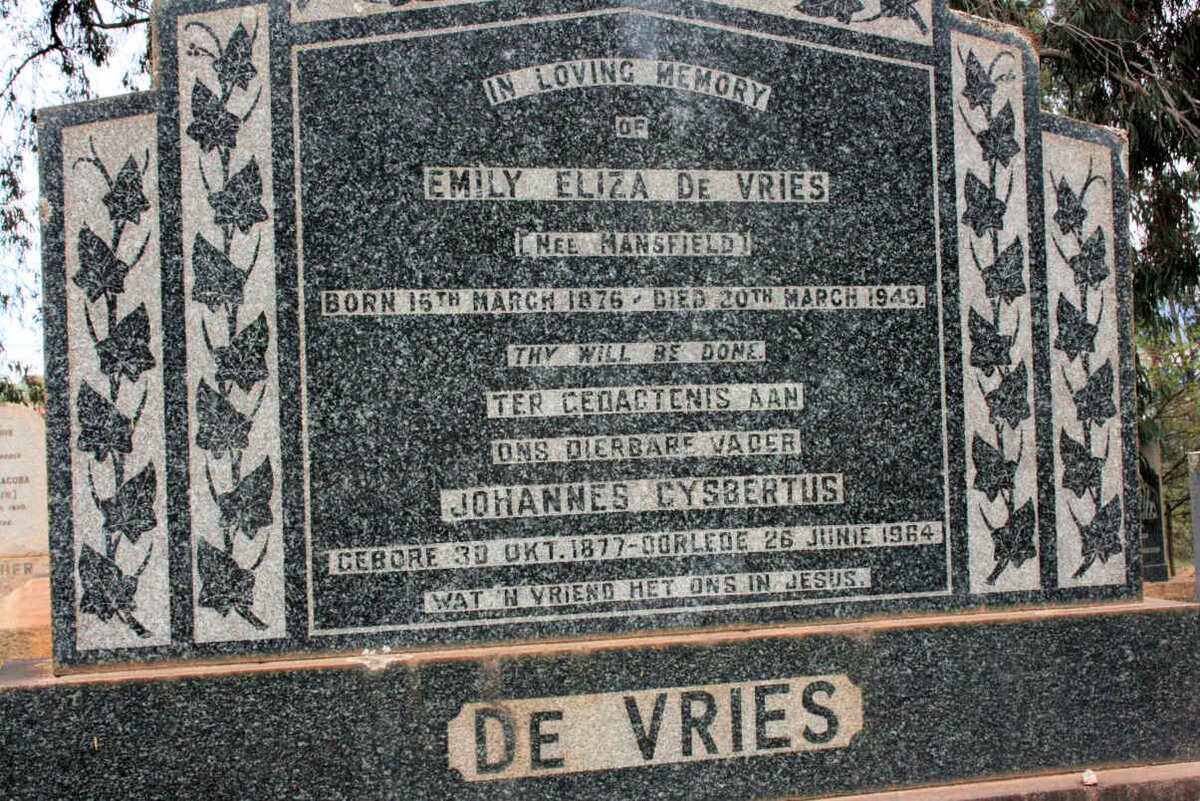 IN LOVING MEMORY
OF
EMILY ELIZA DE VRIES
(NEE MANSFIELD)
BORN 16TH MARCH 1876 - DIED 20TH MARCH 1949.
THY WILL BE DONE.
TER GEDACTENIS AAN
ONS DIERBARE VADER
JOHANNES GYSBERTUS
GEBORE 30 OKT. 1877 - OORLEDE 26 JUNIE 1964
WAT 'N VRIEND HET ONS IN JESUS.
DE VRIES